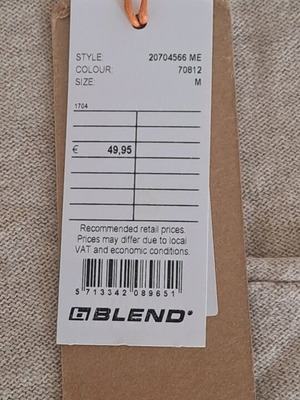 STYLE: 20704566 ME
COLOUR: 70812
SIZE: M
1704
€ 49,95
Recommended retail prices.
Prices may differ due to local
VAT and economic conditions.
5 713342 089651
BLEND